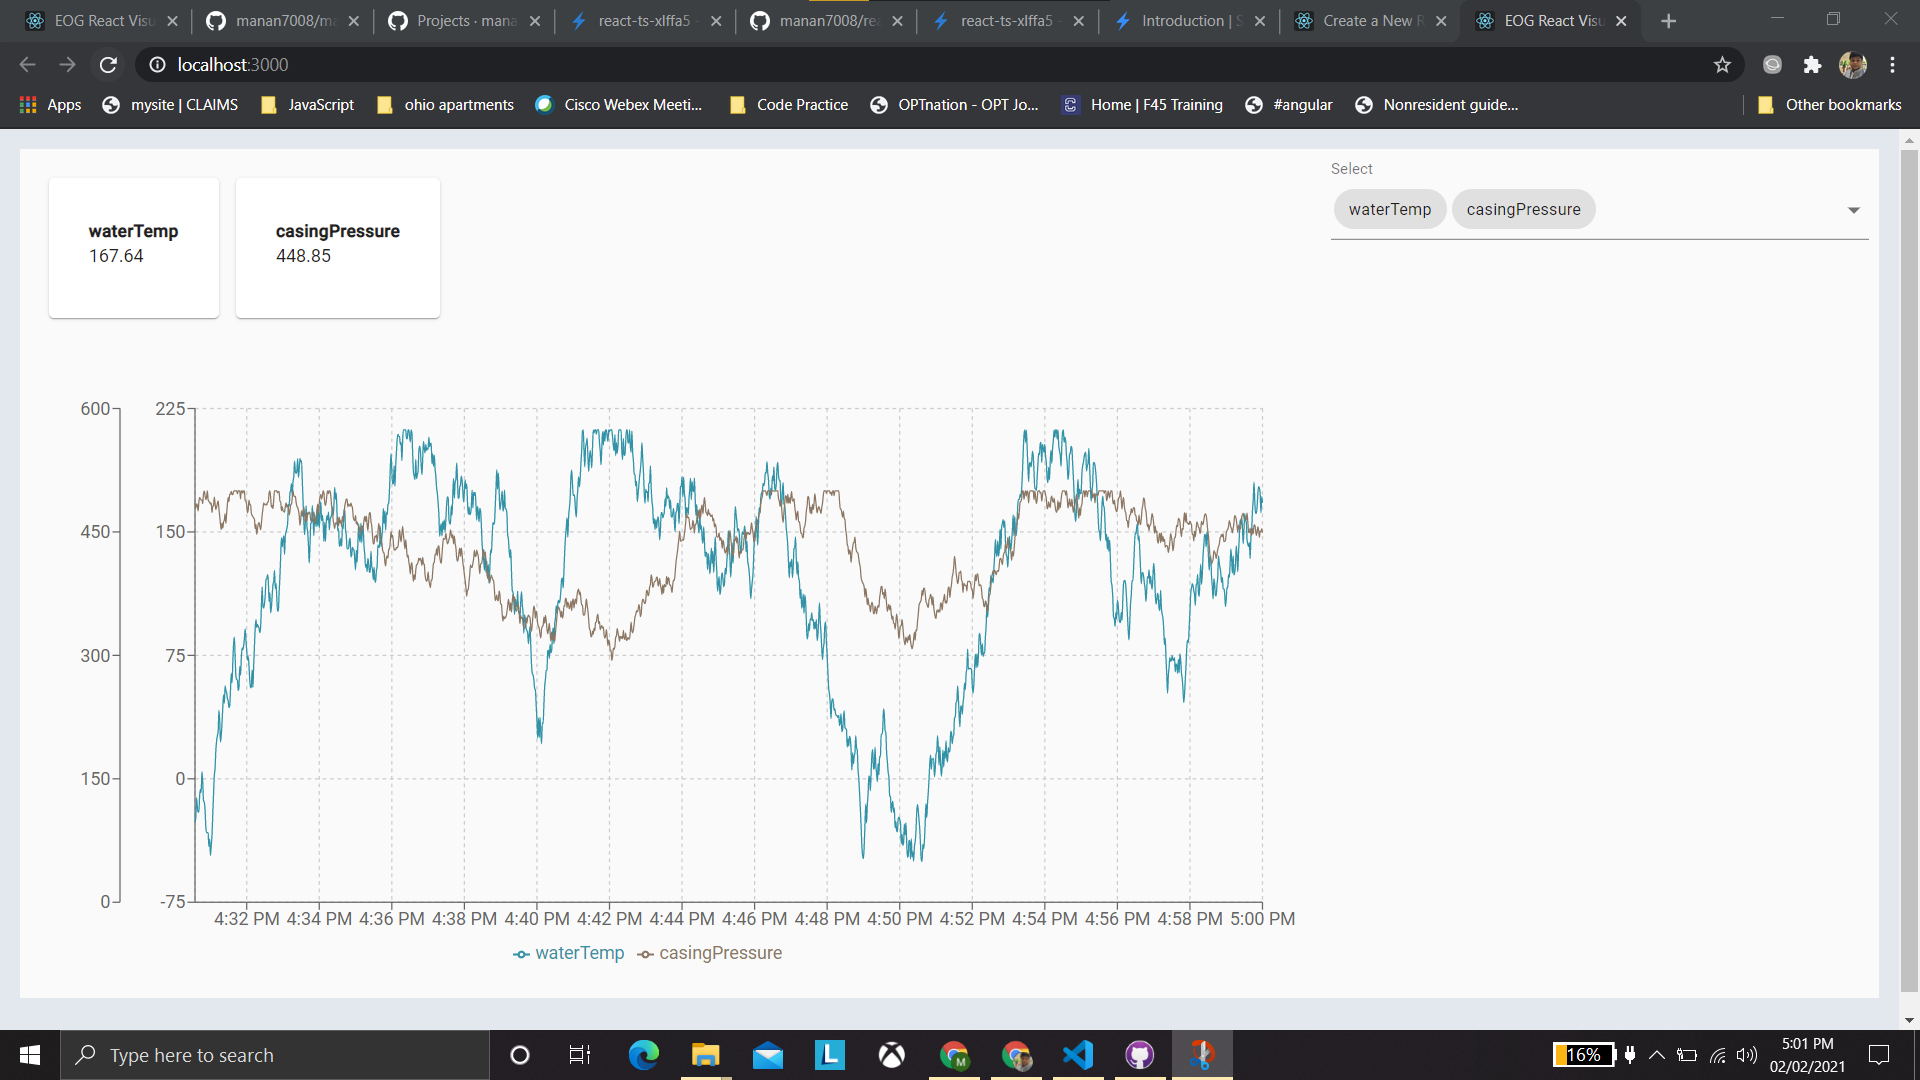 EOG React Visu
manan7008/ma
Projects · mana
react-ts-xlffa5 -
manan7008/rea
react-ts-xlffa5 -
Introduction | S
Create a New R
EOG React Visu
localhost:3000
Apps
mysite | CLAIMS
JavaScript
ohio apartments
Cisco Webex Meeti...
Code Practice
OPTnation - OPT Jo...
Home | F45 Training
#angular
Nonresident guide...
Other bookmarks
waterTemp
167.64
casingPressure
448.85
Select
waterTemp
casingPressure
600
450
300
150
0
225
150
75
0
-75
4:32 PM 4:34 PM 4:36 PM 4:38 PM 4:40 PM 4:42 PM 4:44 PM 4:46 PM 4:48 PM 4:50 PM 4:52 PM 4:54 PM 4:56 PM 4:58 PM 5:00 PM
waterTemp casingPressure
Type here to search
L
M
16%
5:01 PM
02/02/2021